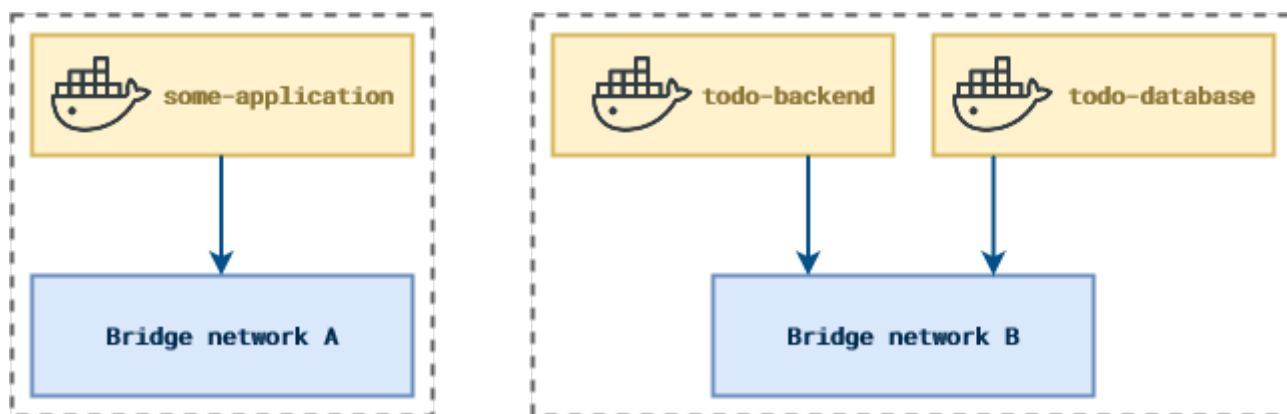 some-application
todo-backend
todo-database
Bridge network A
Bridge network B